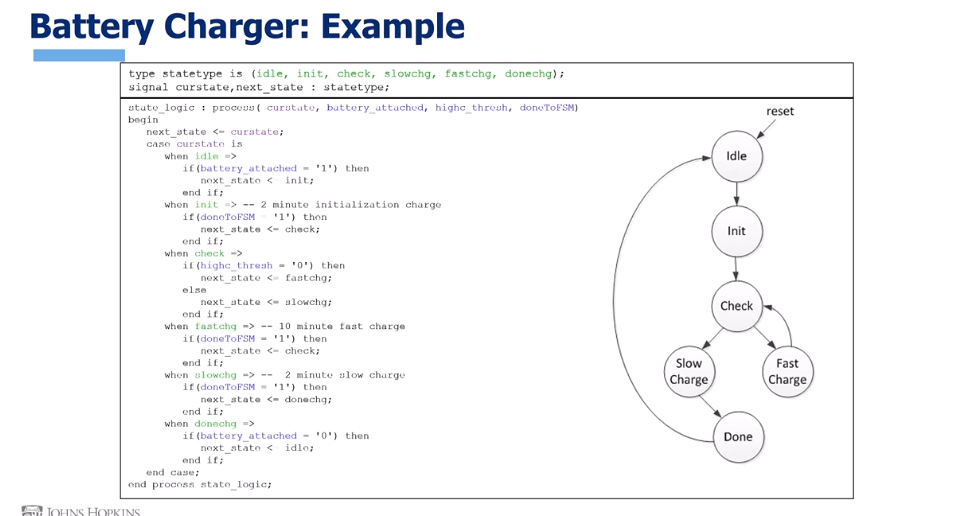 Battery Charger: Example
type statetype is (idle, init, check, slowchg, fastchg, donechg);
signal curstate,next_state : statetype;
state_logic : process( curstate, battery_attached, highc_thresh, doneToFSM)
begin
next_state <= curstate;
case curstate is
when idle =>
if(battery_attached = '1') then
next_state <= init;
end if;
when init => -- 2 minute initialization charge
if(doneToFSM = '1') then
next_state <= check;
end if;
when check =>
if(highc_thresh = '0') then
next_state <= fastchg;
else
next_state <= slowchg;
end if;
when fastchg => -- 10 minute fast charge
if(doneToFSM = '1') then
next_state <= check;
end if;
when slowchg => -- 2 minute slow charge
if(doneToFSM = '1') then
next_state <= donechg;
end if;
when donechg =>
if(battery_attached = '0') then
next_state <= idle;
end if;
end case;
end process state_logic;
reset
Idle
Init
Check
Slow
Charge
Fast
Charge
Done
JOHNS HOPKINS